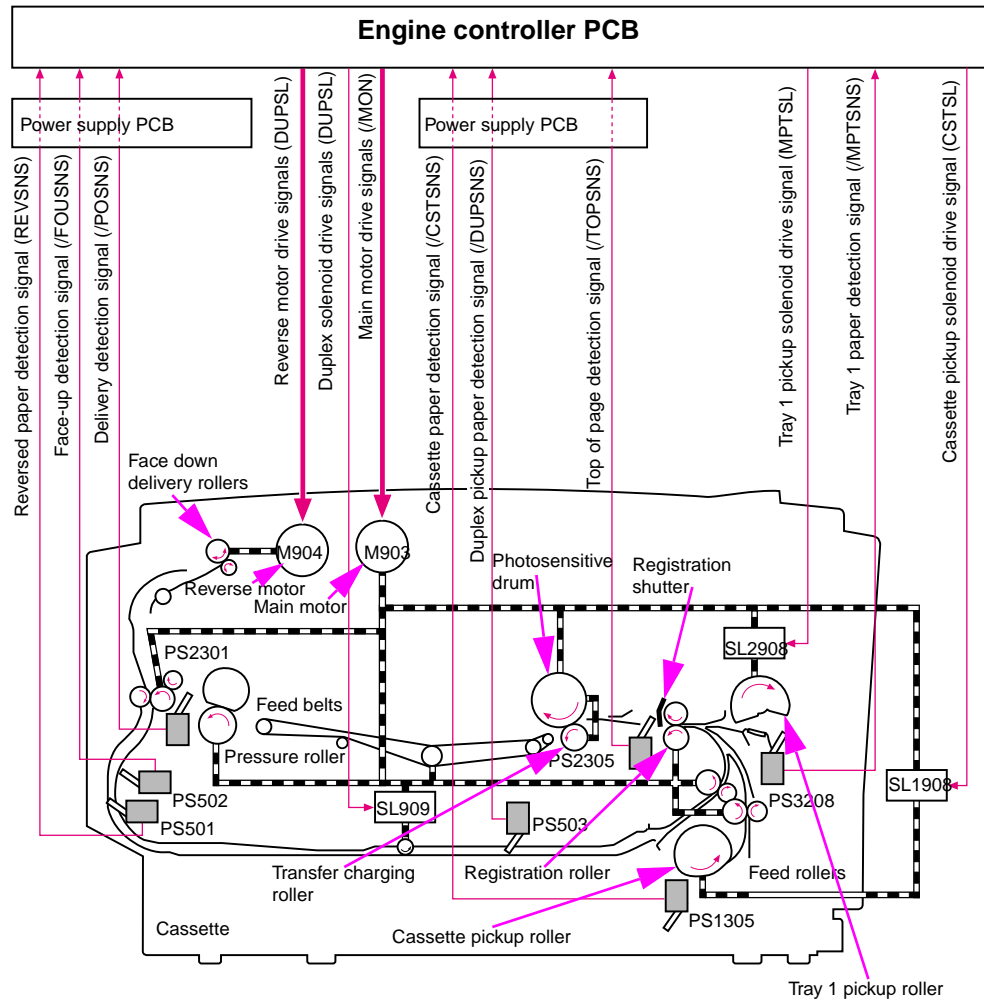 Engine controller PCB
Power supply PCB
Power supply PCB
Reversed paper detection signal (REVSNS)
Face-up detection signal (/FOUSNS)
Delivery detection signal (/POSNS)
Reverse motor drive signals (DUPSL)
Duplex solenoid drive signals (DUPSL)
Main motor drive signals (/MON)
Cassette paper detection signal (/CSTSNS)
Duplex pickup paper detection signal (/DUPSNS)
Top of page detection signal (/TOPSNS)
Tray 1 pickup solenoid drive signal (MPTSL)
Tray 1 paper detection signal (/MPTSNS)
Cassette pickup solenoid drive signal (CSTSL)
Face down
delivery rollers
M904
M903
Reverse motor
Main motor
Photosensitive
drum
Registration
shutter
PS2301
SL2908
Feed belts
Pressure roller
PS2305
PS3208
SL1908
PS502
PS501
SL909
PS503
Transfer charging
roller
Registration roller
Feed rollers
Cassette
Cassette pickup roller
PS1305
Tray 1 pickup roller